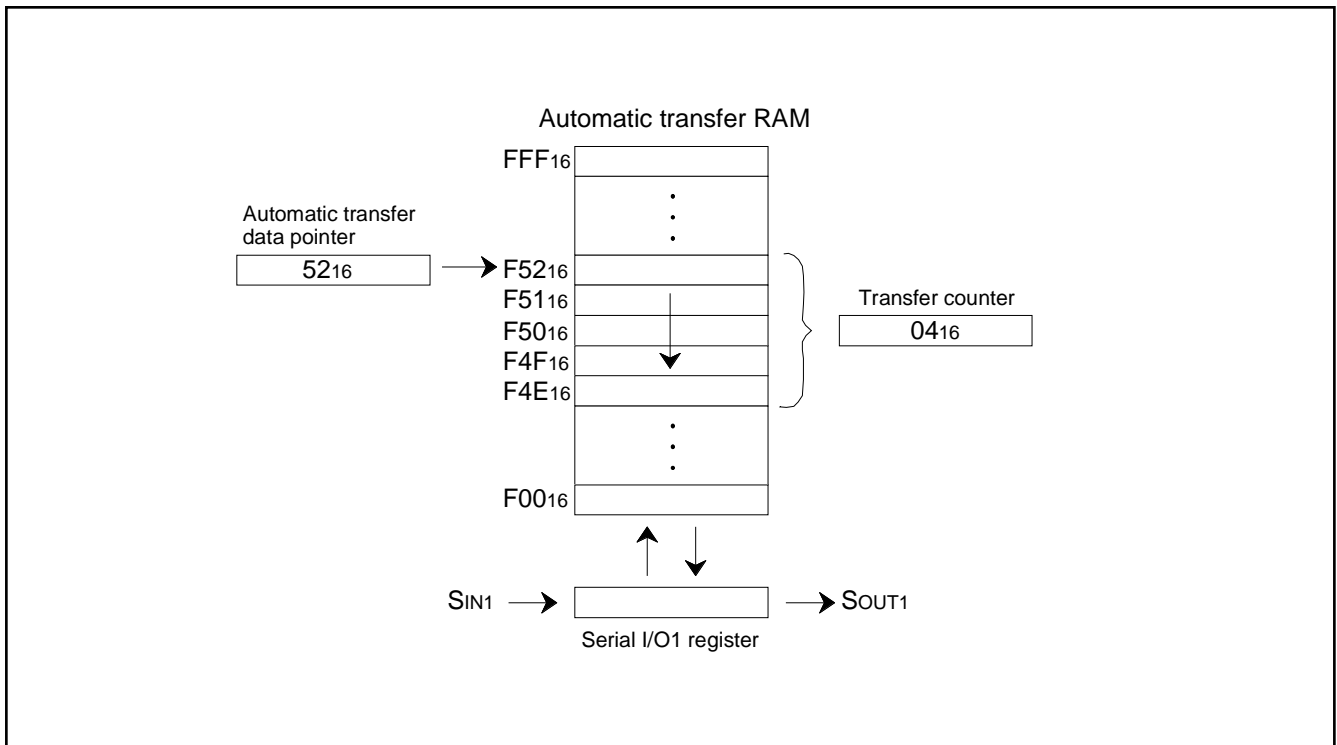 Automatic transfer RAM
FFF16
Automatic transfer
data pointer
5216
F5216
F5116
F5016
F4F16
F4E16
Transfer counter
0416
F0016
SIN1
SOUT1
Serial I/O1 register